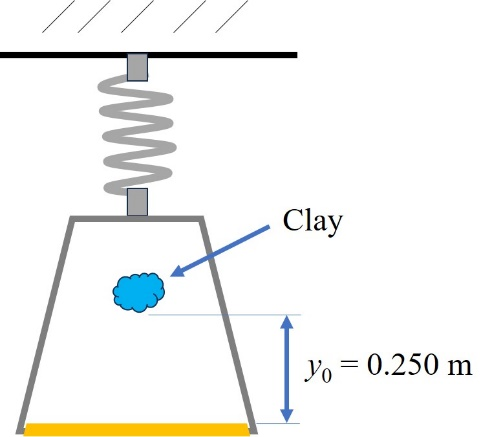 Clay
y₀ = 0.250 m